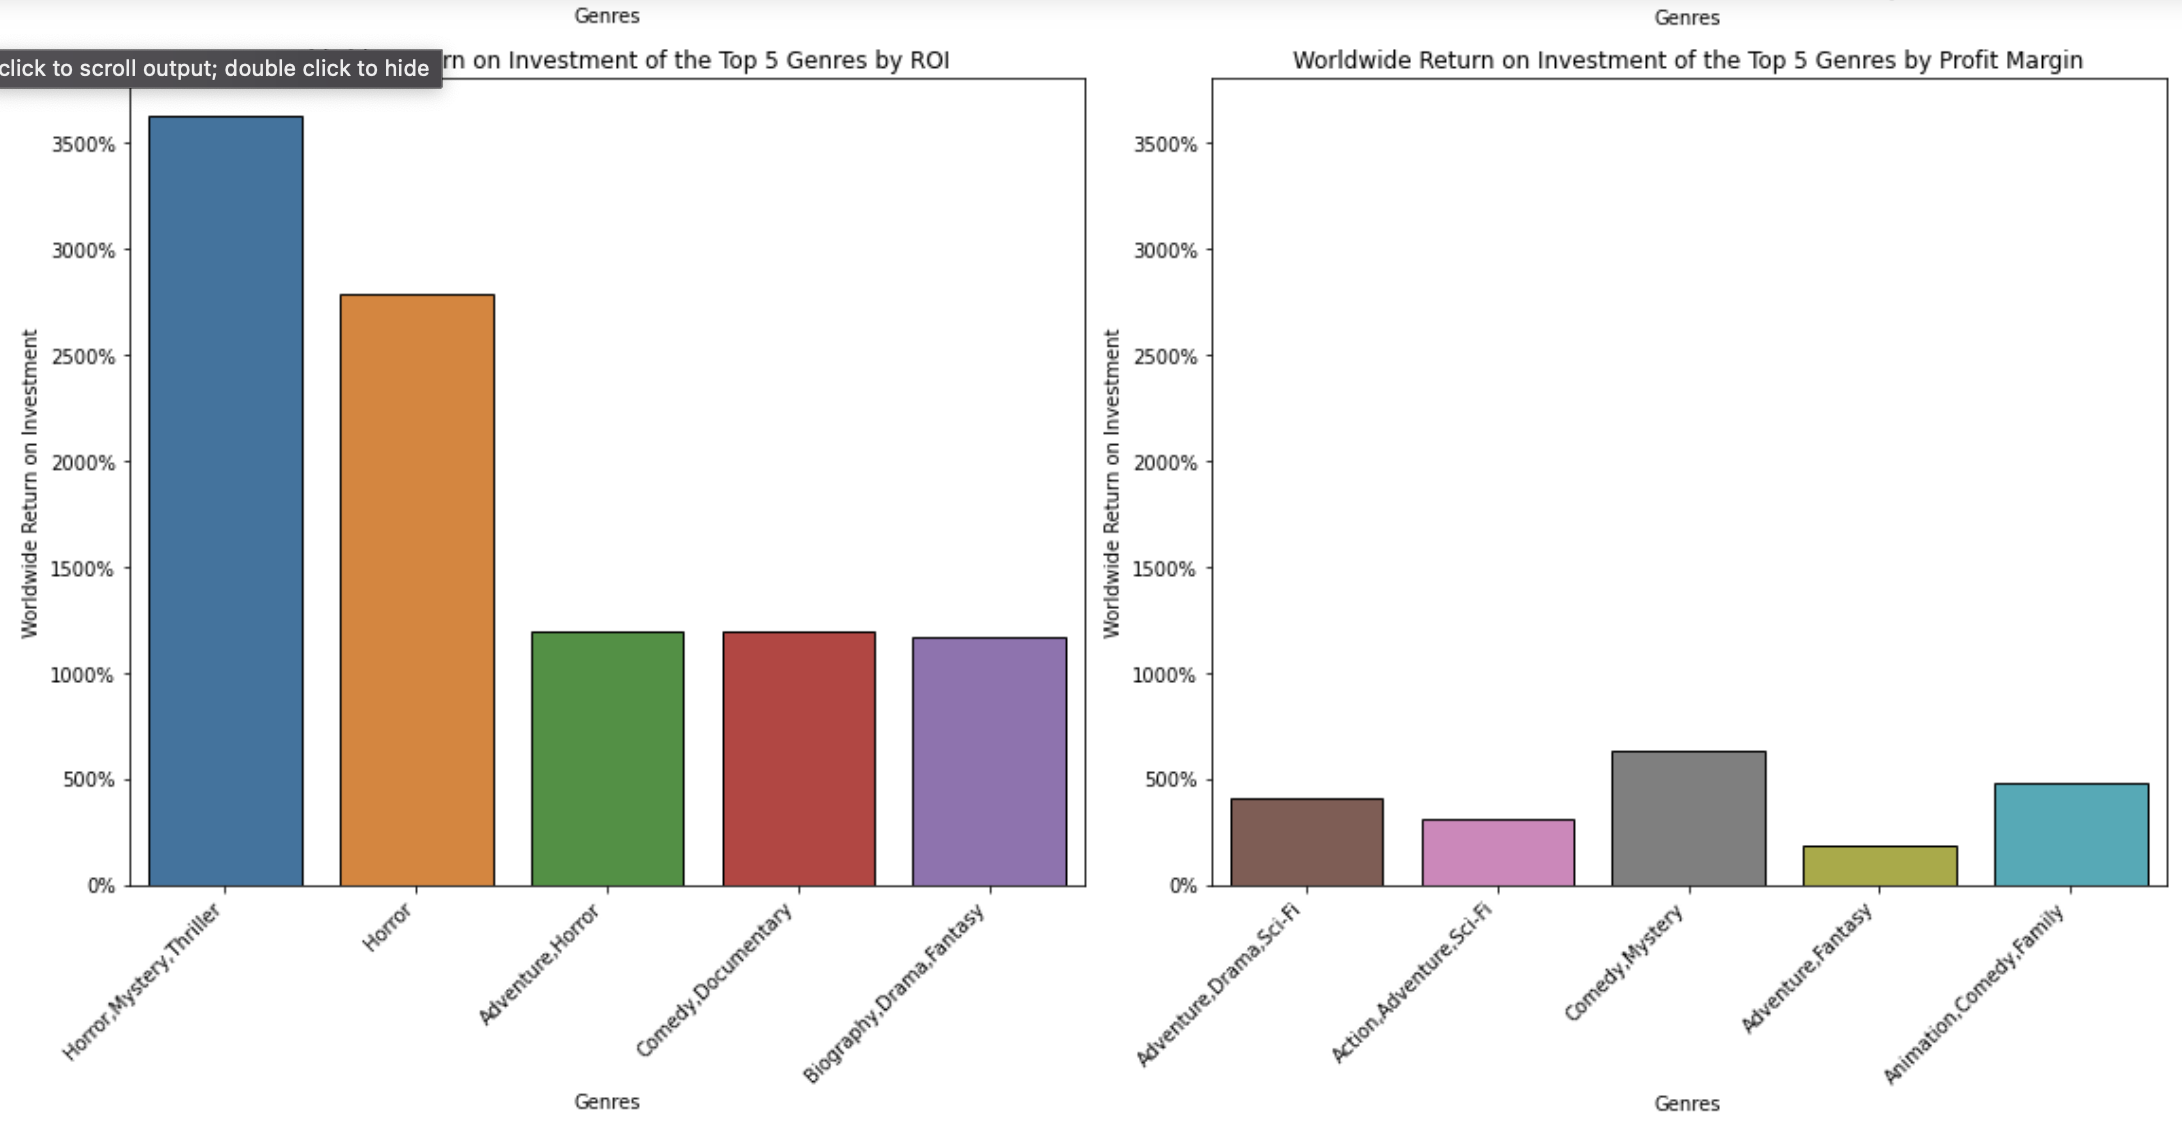 Genres
Genres
click to scroll output; double click to hide
rn on Investment of the Top 5 Genres by ROI
Worldwide Return on Investment
3500%
3000%
2500%
2000%
1500%
1000%
500%
0%
Horror,Mystery,Thriller
Horror
Adventure,Horror
Comedy,Documentary
Biography,Drama,Fantasy
Genres
Worldwide Return on Investment of the Top 5 Genres by Profit Margin
Worldwide Return on Investment
3500%
3000%
2500%
2000%
1500%
1000%
500%
0%
Adventure,Drama,Sci-Fi
Action,Adventure,Sci-Fi
Comedy,Mystery
Adventure,Fantasy
Animation,Comedy,Family
Genres